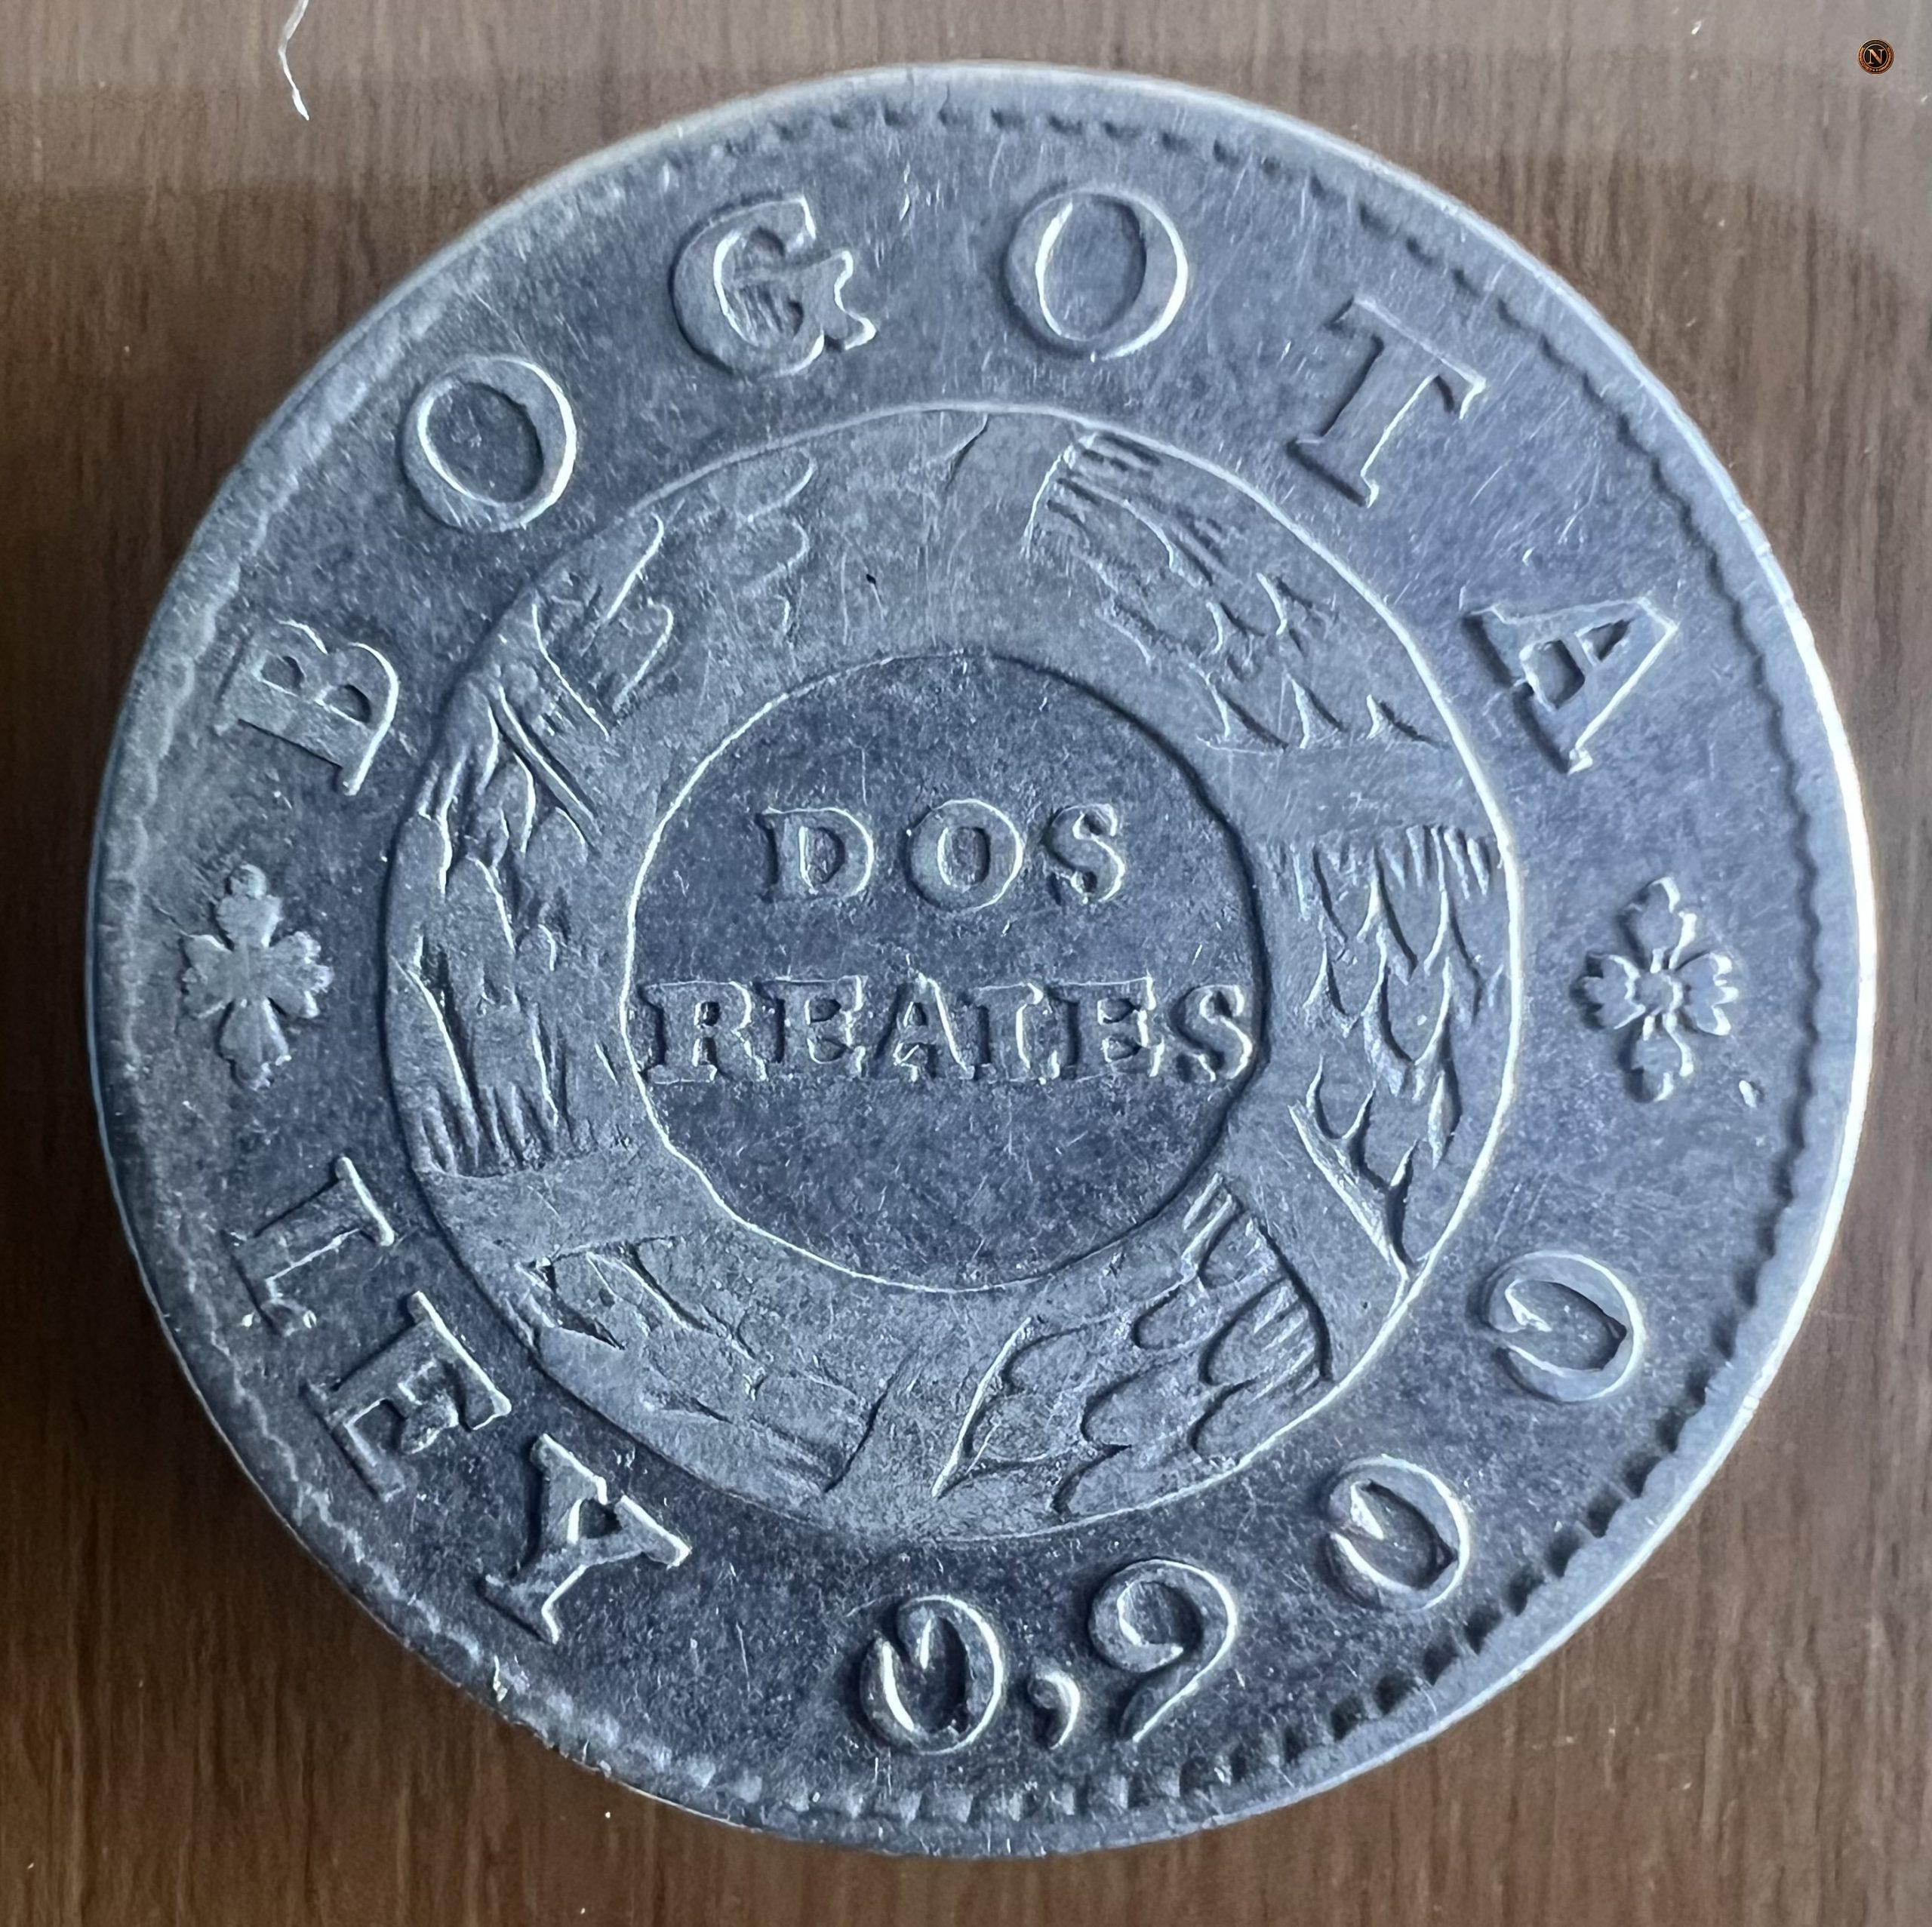 BOGOTA
DOS
REALES
LEY 0,900
N